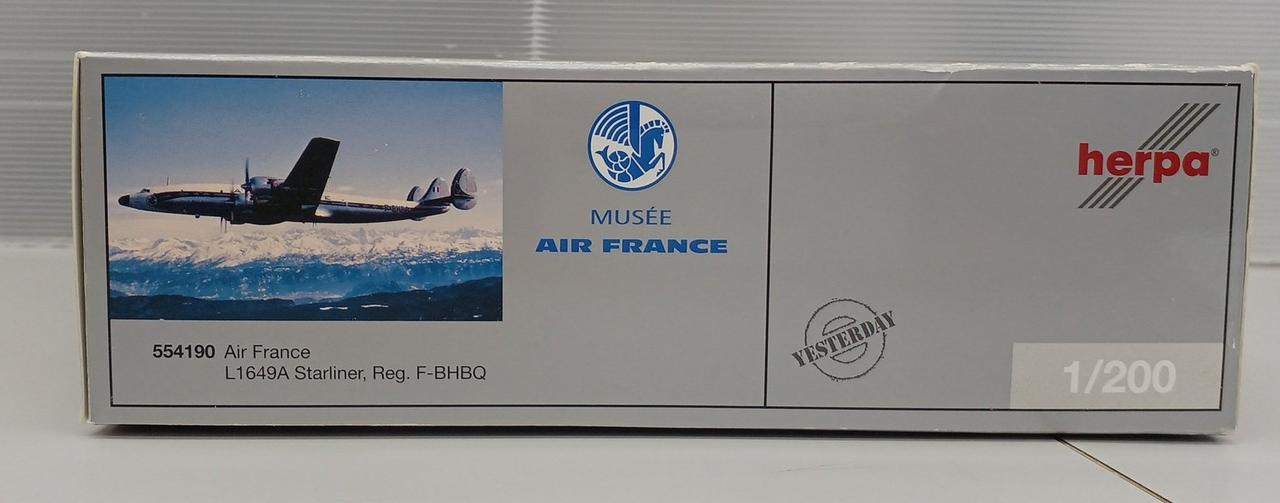 MUSÉE
AIR FRANCE
554190 Air France
L1649A Starliner, Reg. F-BHBQ
herpa®
YESTERDAY
1/200